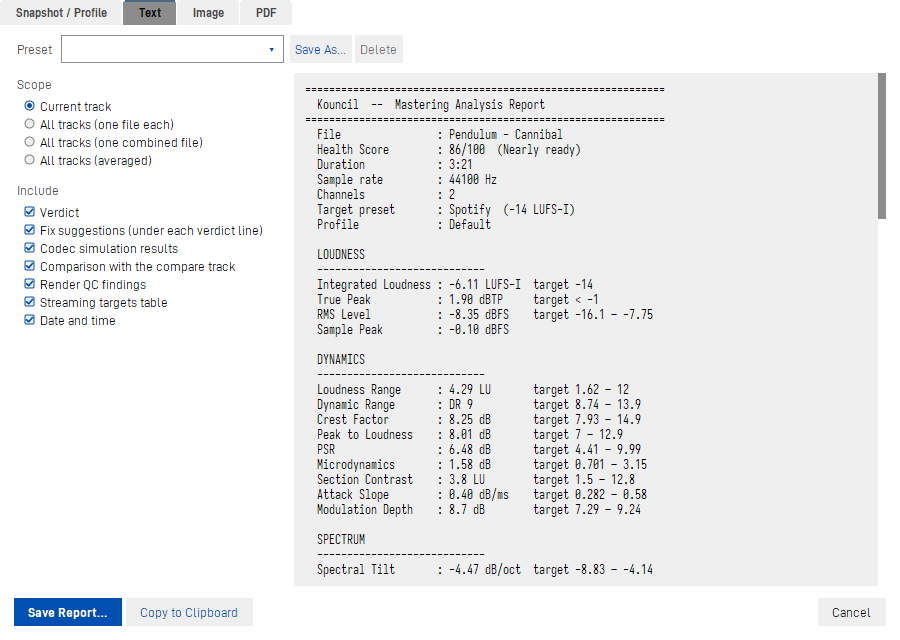 Snapshot / Profile Text Image PDF
Preset Save As... Delete
Scope
Current track
All tracks (one file each)
All tracks (one combined file)
All tracks (averaged)
Include
Verdict
Fix suggestions (under each verdict line)
Codec simulation results
Comparison with the compare track
Render QC findings
Streaming targets table
Date and time
============================================================
Kouncil -- Mastering Analysis Report
============================================================
File : Pendulum - Cannibal
Health Score : 86/100 (Nearly ready)
Duration : 3:21
Sample rate : 44100 Hz
Channels : 2
Target preset : Spotify (-14 LUFS-I)
Profile : Default
LOUDNESS
----------------------------
Integrated Loudness : -6.11 LUFS-I target -14
True Peak : 1.90 dBTP target < -1
RMS Level : -8.35 dBFS target -16.1 – -7.75
Sample Peak : -0.10 dBFS
DYNAMICS
----------------------------
Loudness Range : 4.29 LU target 1.62 – 12
Dynamic Range : DR 9 target 8.74 – 13.9
Crest Factor : 8.25 dB target 7.93 – 14.9
Peak to Loudness : 8.01 dB target 7 – 12.9
PSR : 6.48 dB target 4.41 – 9.99
Microdynamics : 1.58 dB target 0.701 – 3.15
Section Contrast : 3.8 LU target 1.5 – 12.8
Attack Slope : 0.40 dB/ms target 0.282 – 0.58
Modulation Depth : 8.7 dB target 7.29 – 9.24
SPECTRUM
----------------------------
Spectral Tilt : -4.47 dB/oct target -8.83 – -4.14
Save Report... Copy to Clipboard Cancel